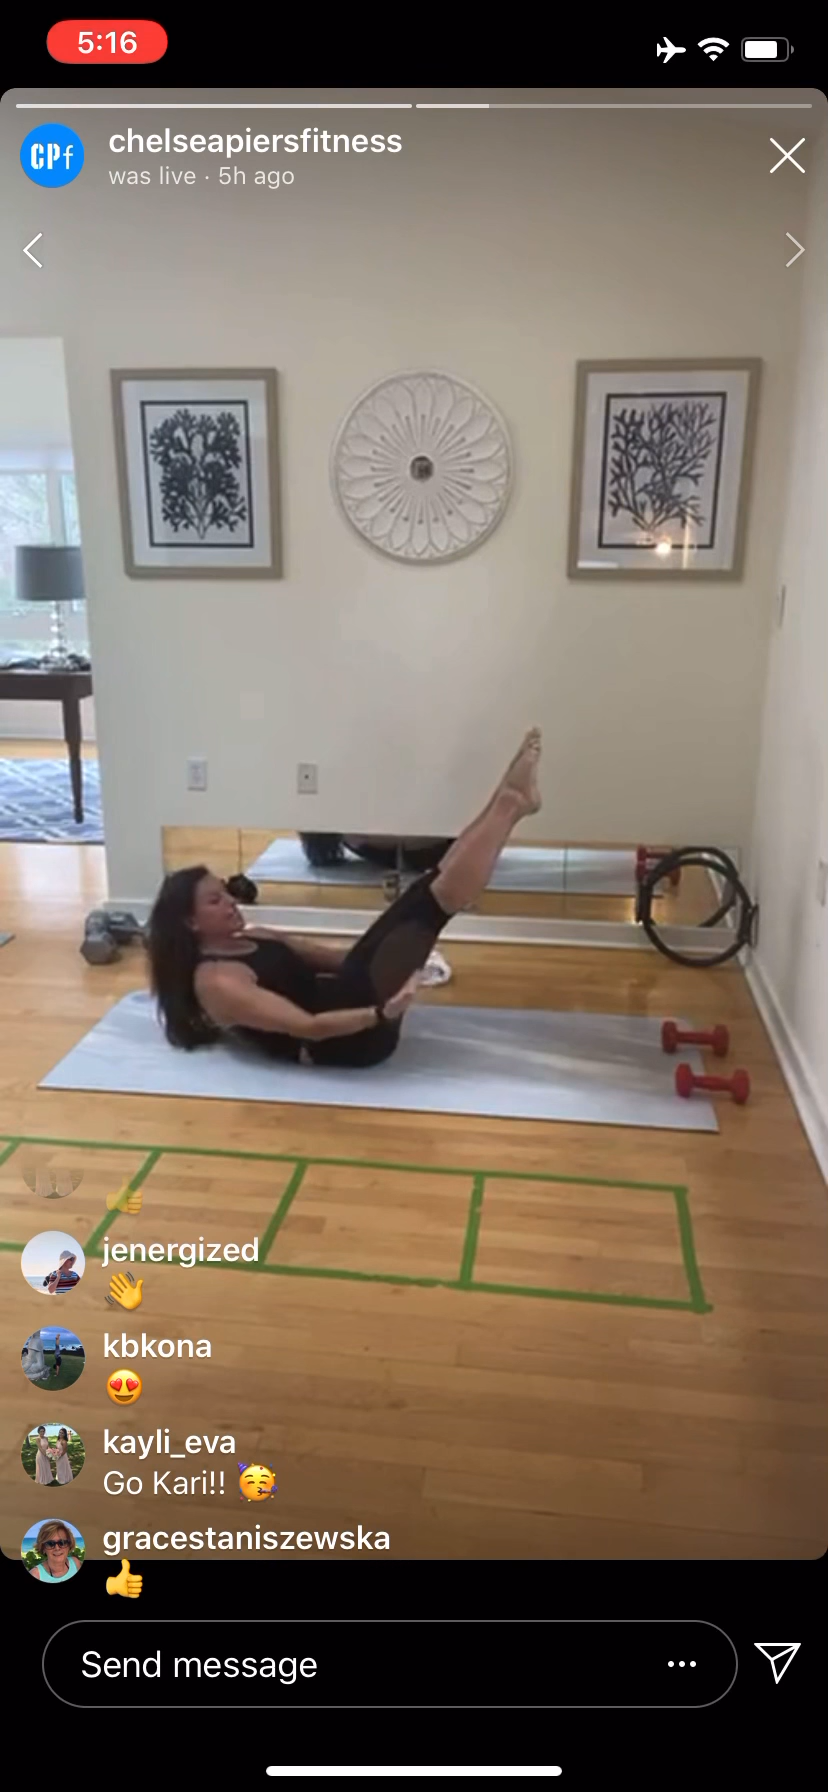 5:16
CPf
chelseapiersfitness
was live · 5h ago
👍
jenergized
👋
kbkona
😍
kayli_eva
Go Kari!! 🥳
gracestaniszewska
👍
Send message